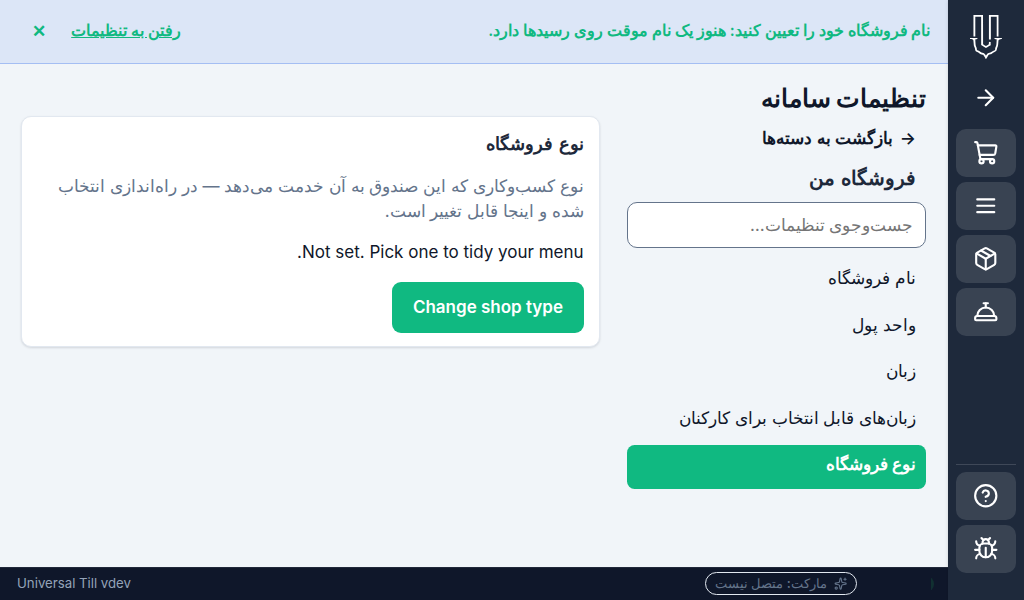 نام فروشگاه خود را تعیین کنید: هنوز یک نام موقت روی رسیدها دارد.
رفتن به تنظیمات
×
تنظیمات سامانه
→ بازگشت به دسته‌ها
فروشگاه من
جست‌وجوی تنظیمات...
نام فروشگاه
واحد پول
زبان
زبان‌های قابل انتخاب برای کارکنان
نوع فروشگاه
نوع فروشگاه
نوع کسب‌وکاری که این صندوق به آن خدمت می‌دهد — در راه‌اندازی انتخاب
شده و اینجا قابل تغییر است.
Not set. Pick one to tidy your menu.
Change shop type
مارکت: متصل نیست
Universal Till vdev